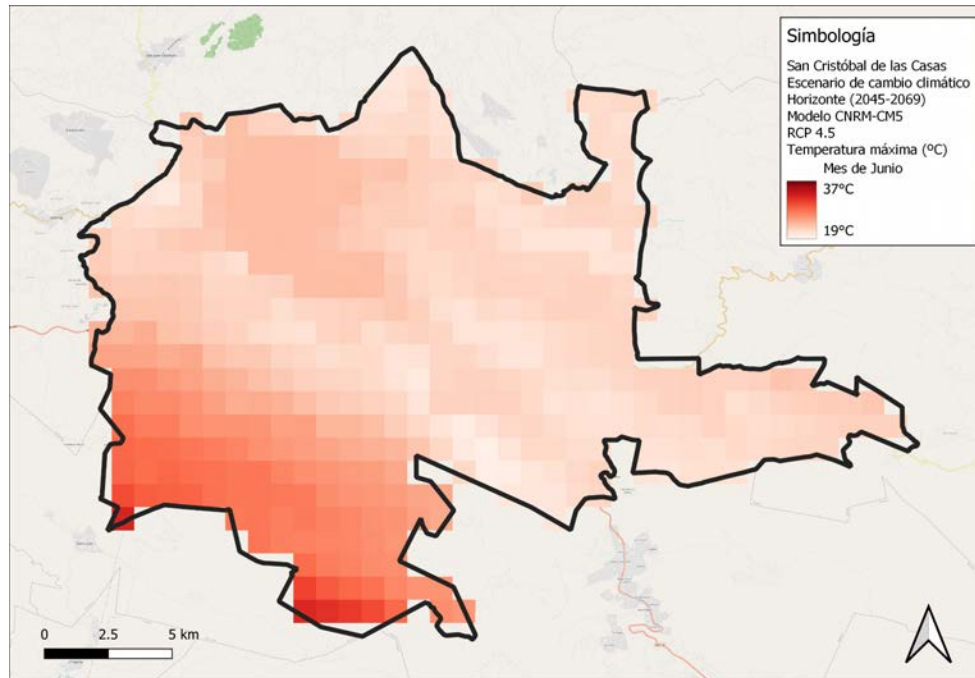 Simbología
San Cristóbal de las Casas
Escenario de cambio climático
Horizonte (2045-2069)
Modelo CNRM-CM5
RCP 4.5
Temperatura máxima (ºC)
Mes de Junio
37°C
19°C
0 2.5 5 km